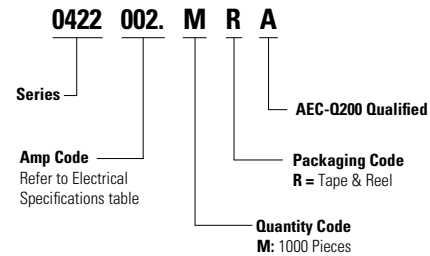 0422 002. M R A
Series
AEC-Q200 Qualified
Amp Code
Refer to Electrical
Specifications table
Packaging Code
R = Tape & Reel
Quantity Code
M: 1000 Pieces